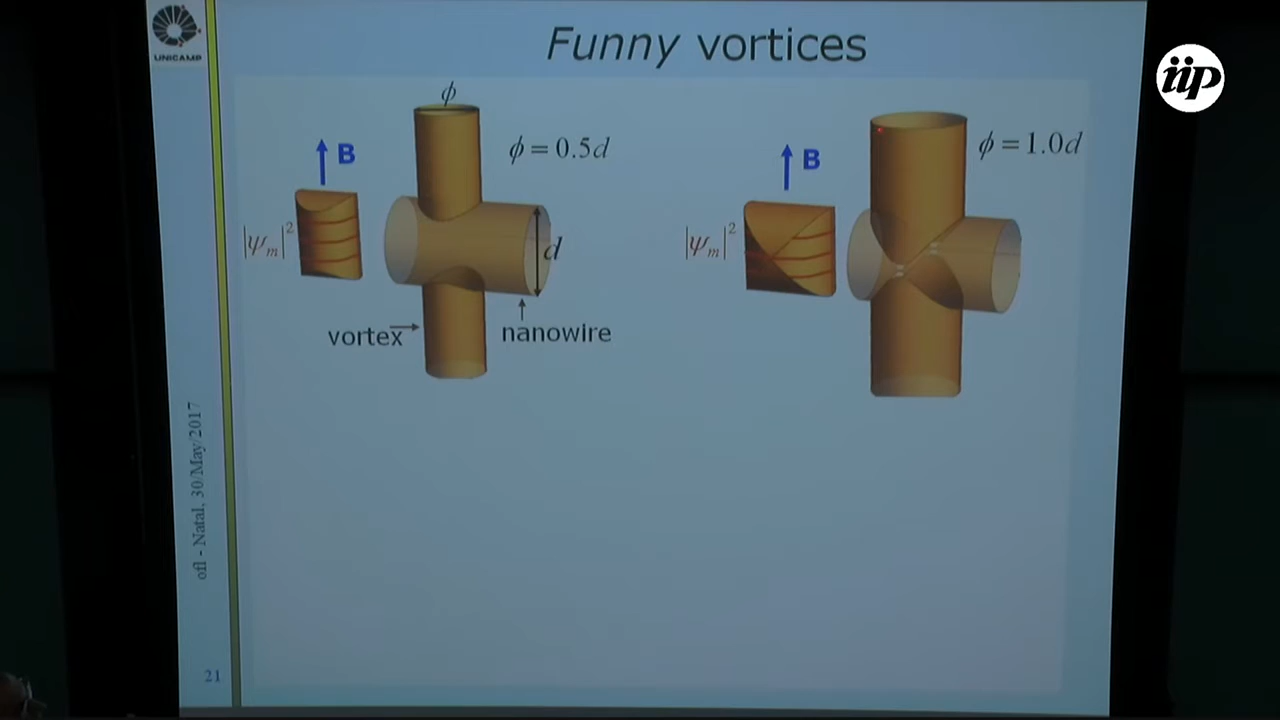 UNICAMP
Funny vortices
iip
ϕ
B
ϕ = 0.5d
|ψm|²
d
vortex
nanowire
B
ϕ = 1.0d
|ψm|²
ofl - Natal, 30/May/2017
21